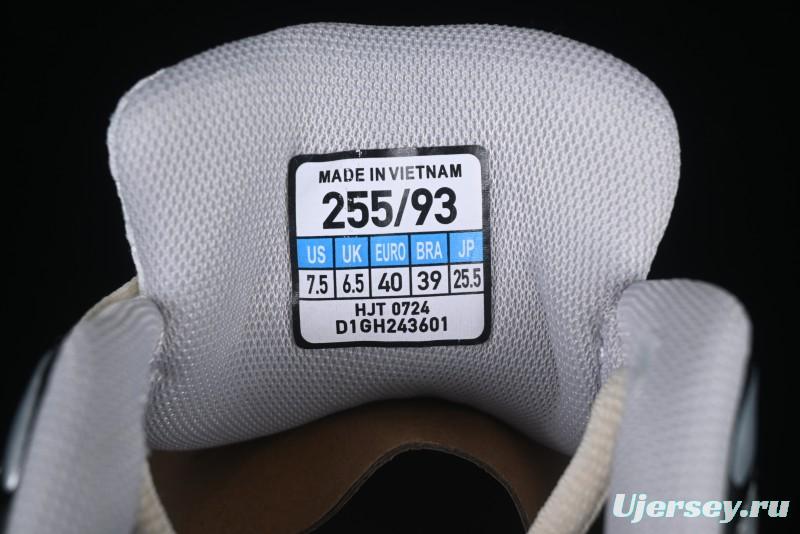 MADE IN VIETNAM
255/93
US UK EURO BRA JP
7.5 6.5 40 39 25.5
HJT 0724
D1GH243601
Ujersey.ru